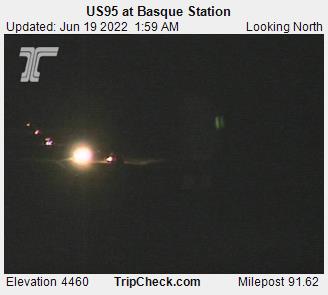 US95 at Basque Station
Updated: Jun 19 2022 1:59 AM Looking North
Elevation 4460 TripCheck.com Milepost 91.62